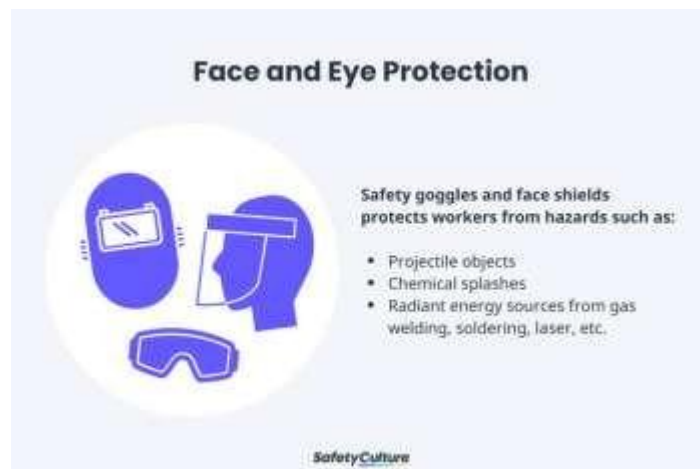 Face and Eye Protection
Safety goggles and face shields
protects workers from hazards such as:
• Projectile objects
• Chemical splashes
• Radiant energy sources from gas
welding, soldering, laser, etc.
SafetyCulture